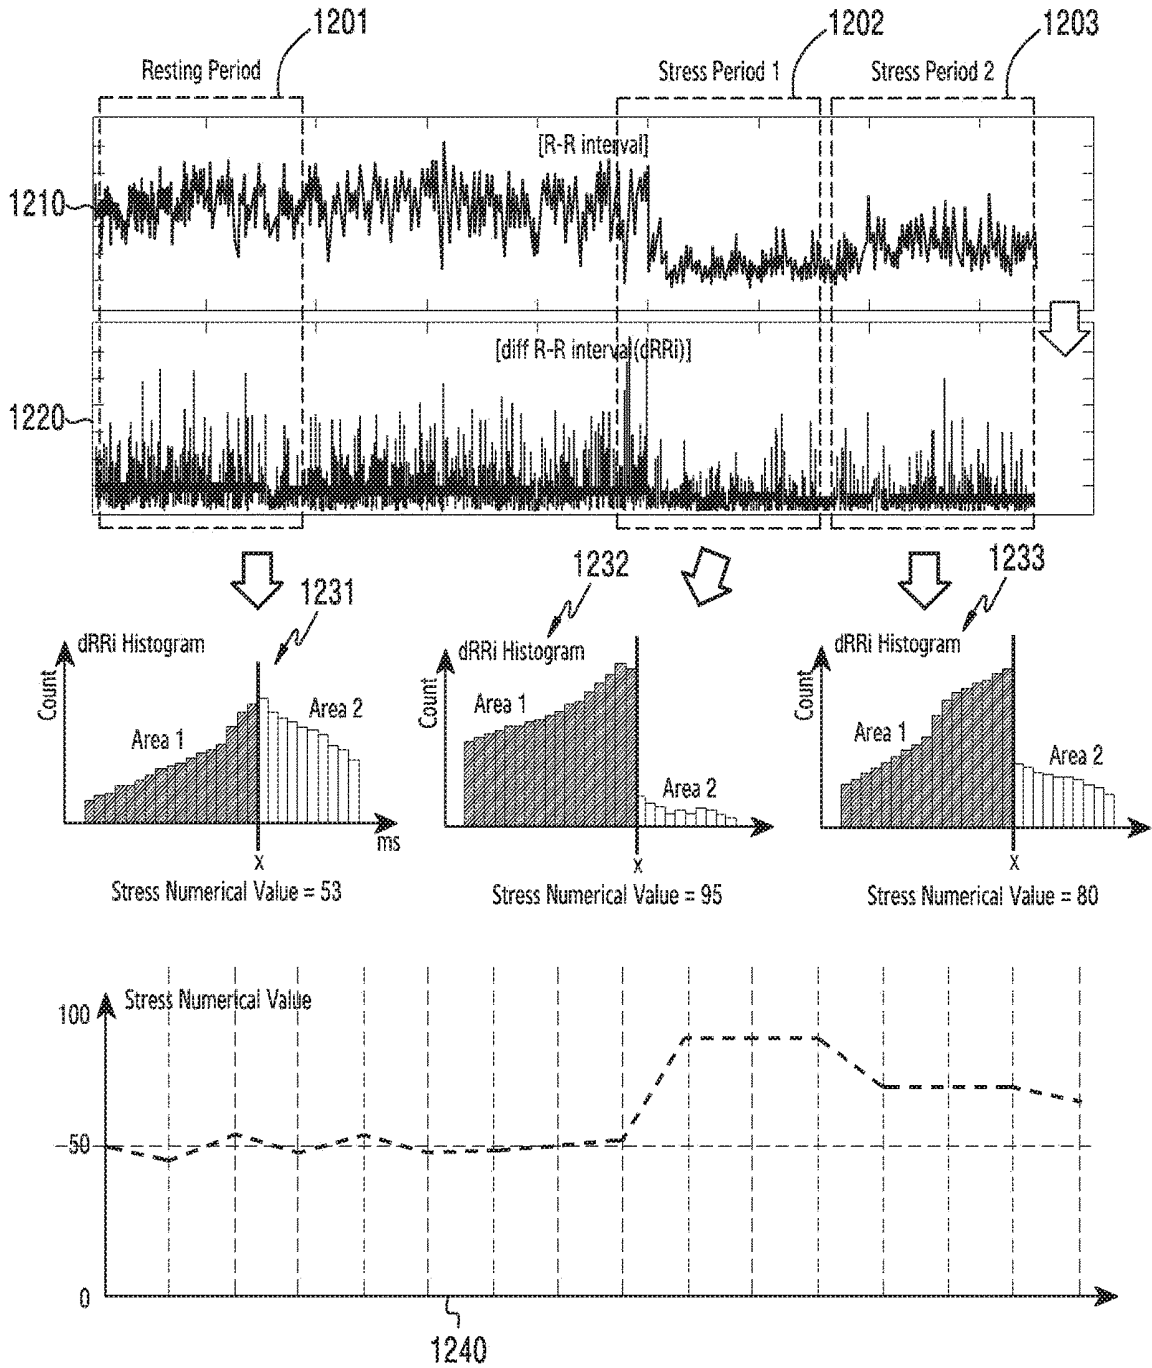 1201
1202
1203
Resting Period
Stress Period 1
Stress Period 2
[R-R interval]
1210
[diff R-R interval(dRRi)]
1220
1231
1232
1233
dRRi Histogram
Count
Area 1
Area 2
ms
x
Stress Numerical Value = 53
dRRi Histogram
Count
Area 1
Area 2
x
Stress Numerical Value = 95
dRRi Histogram
Count
Area 1
Area 2
x
Stress Numerical Value = 80
Stress Numerical Value
100
50
0
1240